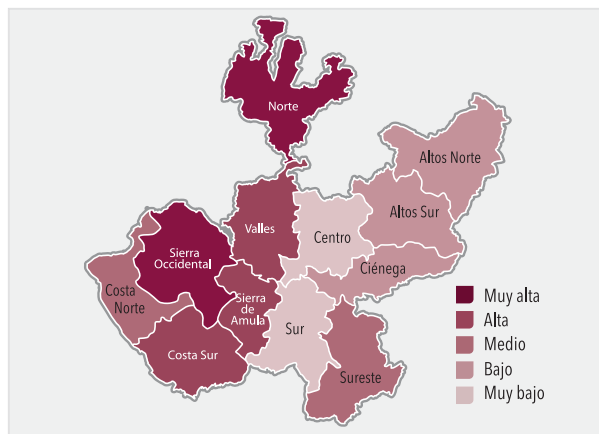 Norte
Altos Norte
Altos Sur
Valles
Centro
Sierra
Occidental
Ciénega
Costa
Norte
Sierra
de
Amula
Sur
Costa Sur
Sureste
Muy alta
Alta
Medio
Bajo
Muy bajo